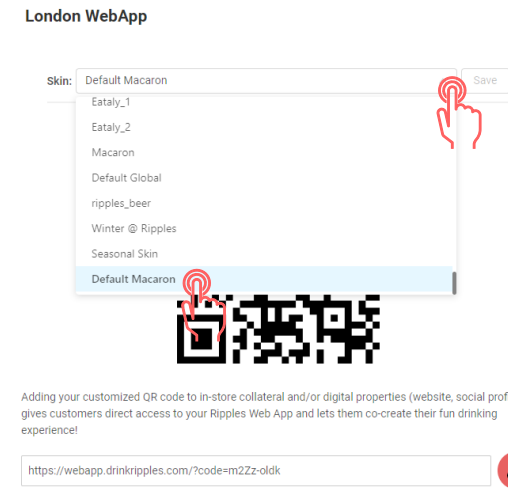 London WebApp
Skin: Default Macaron Save
Eataly_1
Eataly_2
Macaron
Default Global
ripples_beer
Winter @ Ripples
Seasonal Skin
Default Macaron
Adding your customized QR code to in-store collateral and/or digital properties (website, social prof
gives customers direct access to your Ripples Web App and lets them co-create their fun drinking
experience!
https://webapp.drinkripples.com/?code=m2Zz-oldk